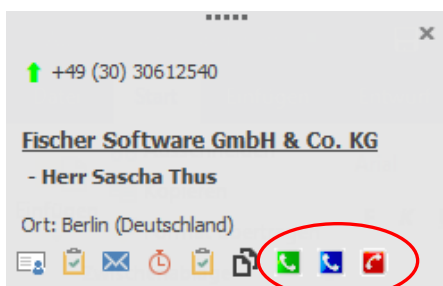 +49 (30) 30612540
Fischer Software GmbH & Co. KG
- Herr Sascha Thus
Ort: Berlin (Deutschland)